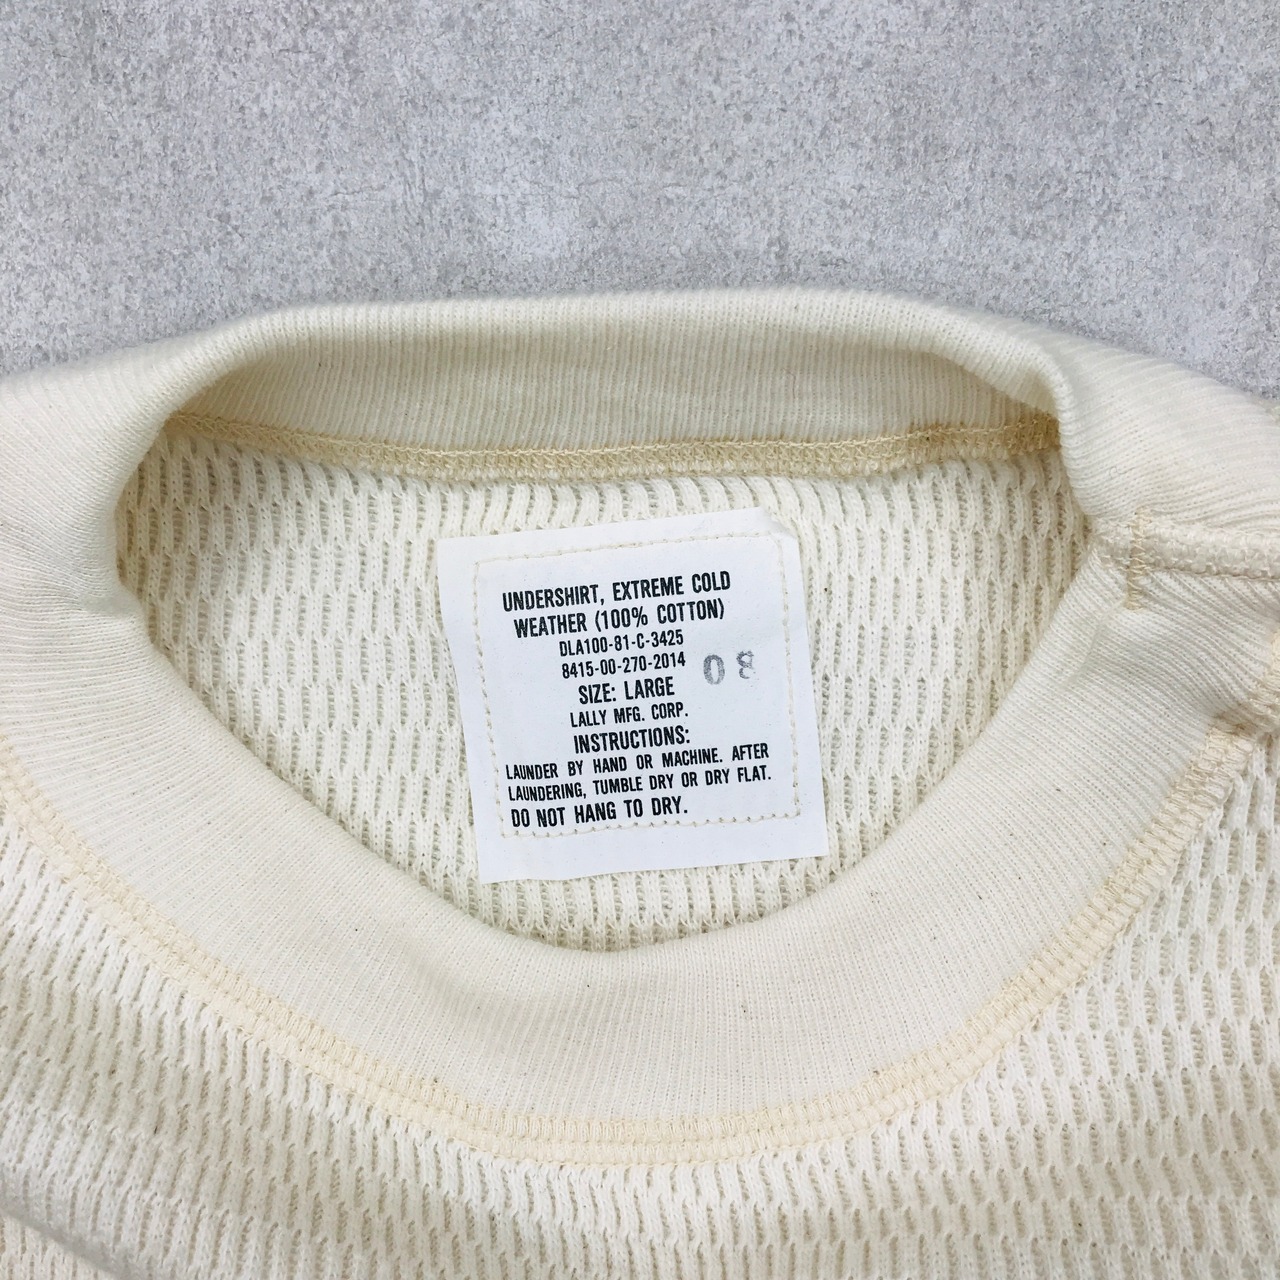 UNDERSHIRT, EXTREME COLD
WEATHER (100% COTTON)
DLA100-81-C-3425
8415-00-270-2014 08
SIZE: LARGE
LALLY MFG. CORP.
INSTRUCTIONS:
LAUNDER BY HAND OR MACHINE. AFTER
LAUNDERING, TUMBLE DRY OR DRY FLAT.
DO NOT HANG TO DRY.